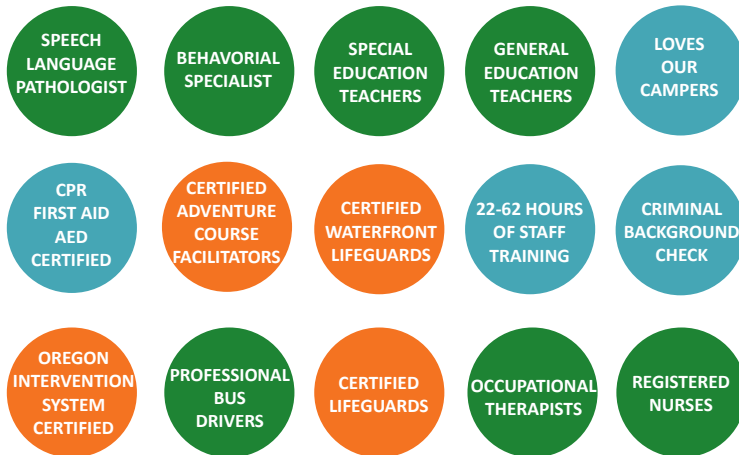 SPEECH
LANGUAGE
PATHOLOGIST
BEHAVORIAL
SPECIALIST
SPECIAL
EDUCATION
TEACHERS
GENERAL
EDUCATION
TEACHERS
LOVES
OUR
CAMPERS
CPR
FIRST AID
AED
CERTIFIED
CERTIFIED
ADVENTURE
COURSE
FACILITATORS
CERTIFIED
WATERFRONT
LIFEGUARDS
22-62 HOURS
OF STAFF
TRAINING
CRIMINAL
BACKGROUND
CHECK
OREGON
INTERVENTION
SYSTEM
CERTIFIED
PROFESSIONAL
BUS
DRIVERS
CERTIFIED
LIFEGUARDS
OCCUPATIONAL
THERAPISTS
REGISTERED
NURSES